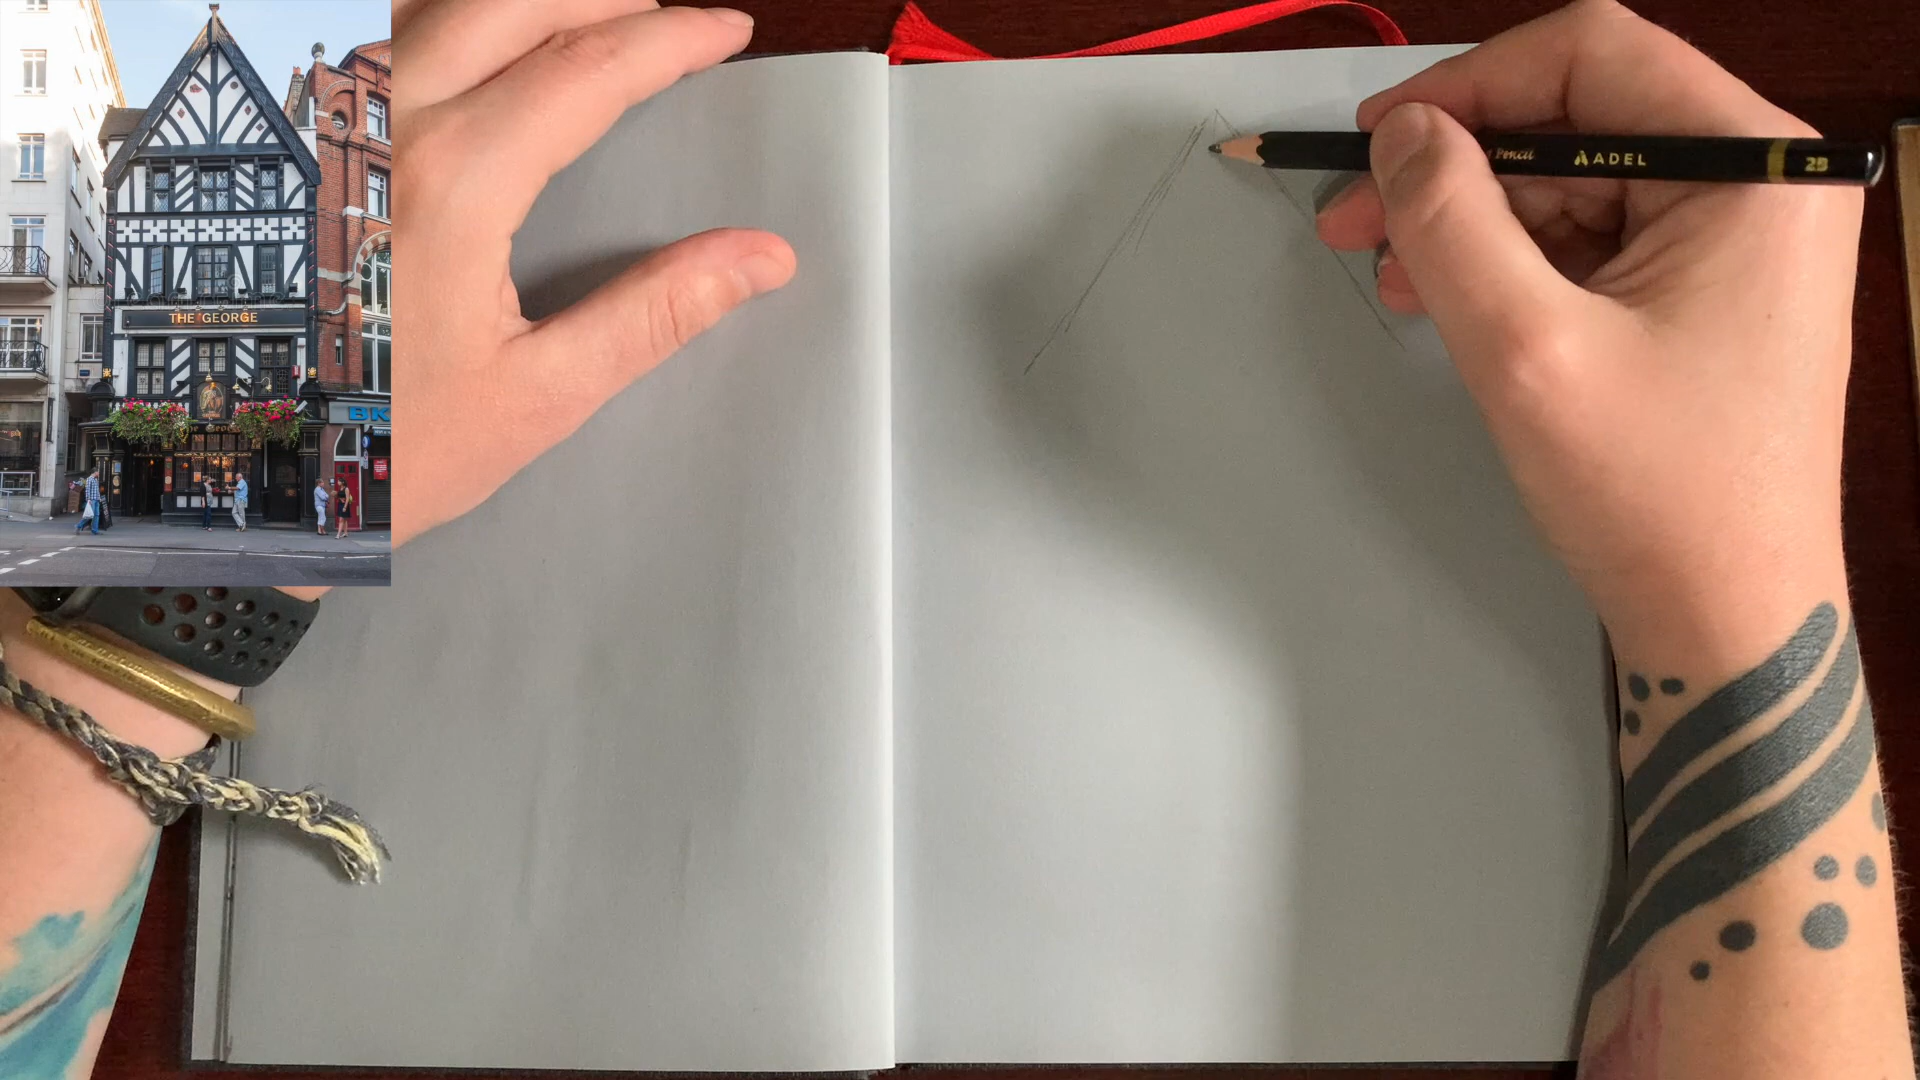 THE GEORGE
BK
Pencil
ADEL
2B